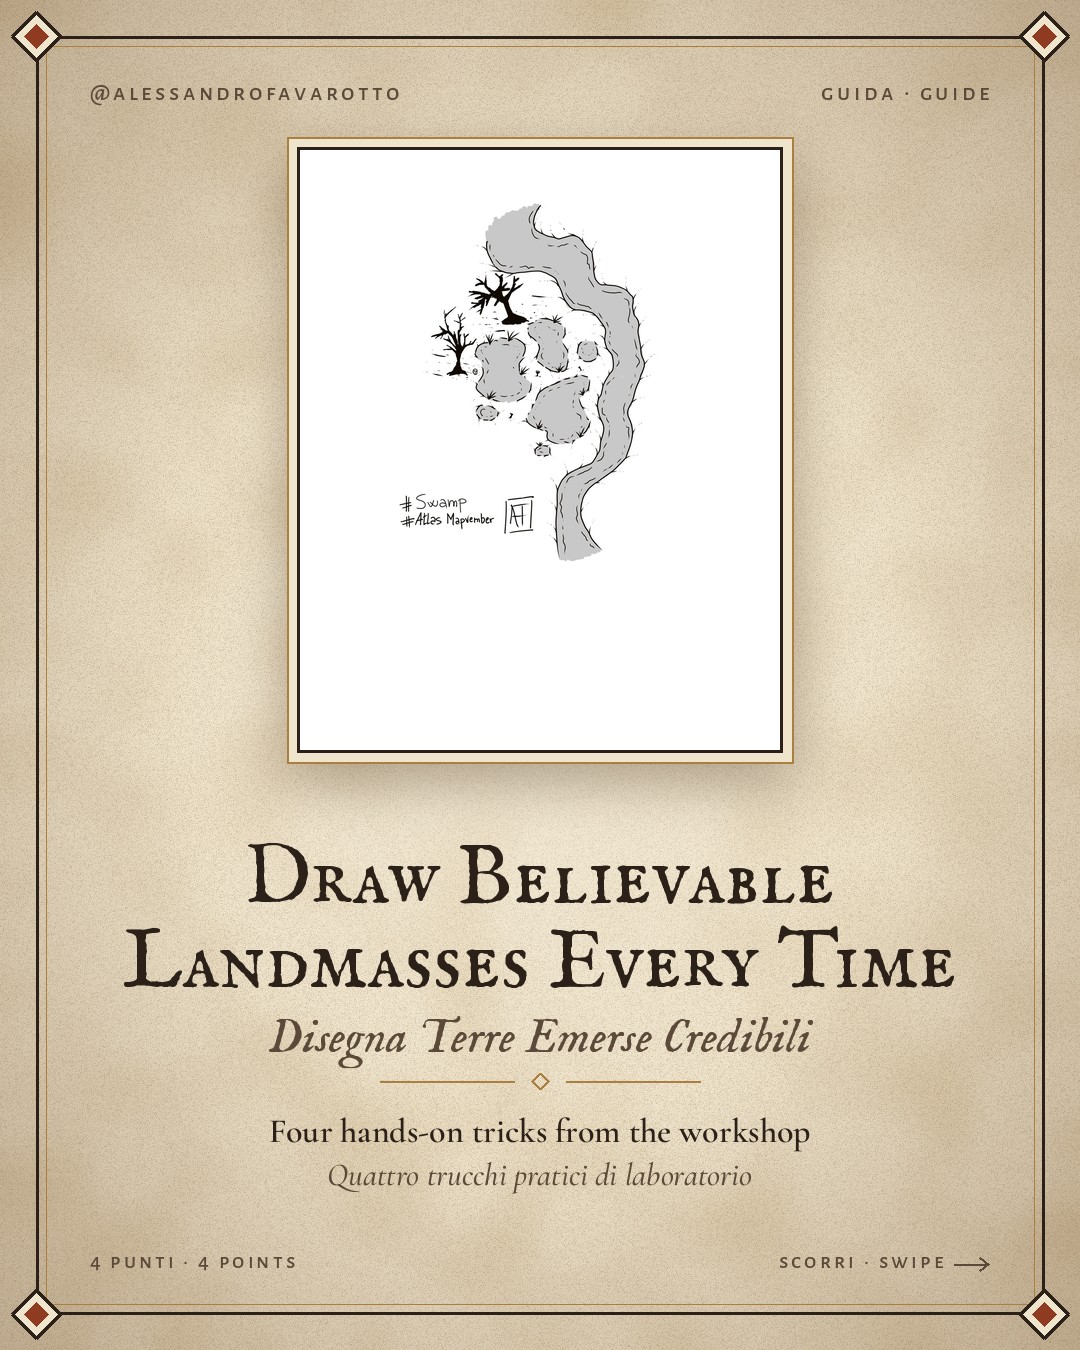 @ALESSANDROFAVAROTTO
GUIDA · GUIDE
#Swamp
#Atlas Mapvember
AF
Draw Believable
Landmasses Every Time
Disegna Terre Emerse Credibili
Four hands-on tricks from the workshop
Quattro trucchi pratici di laboratorio
4 PUNTI · 4 POINTS
SCORRI · SWIPE